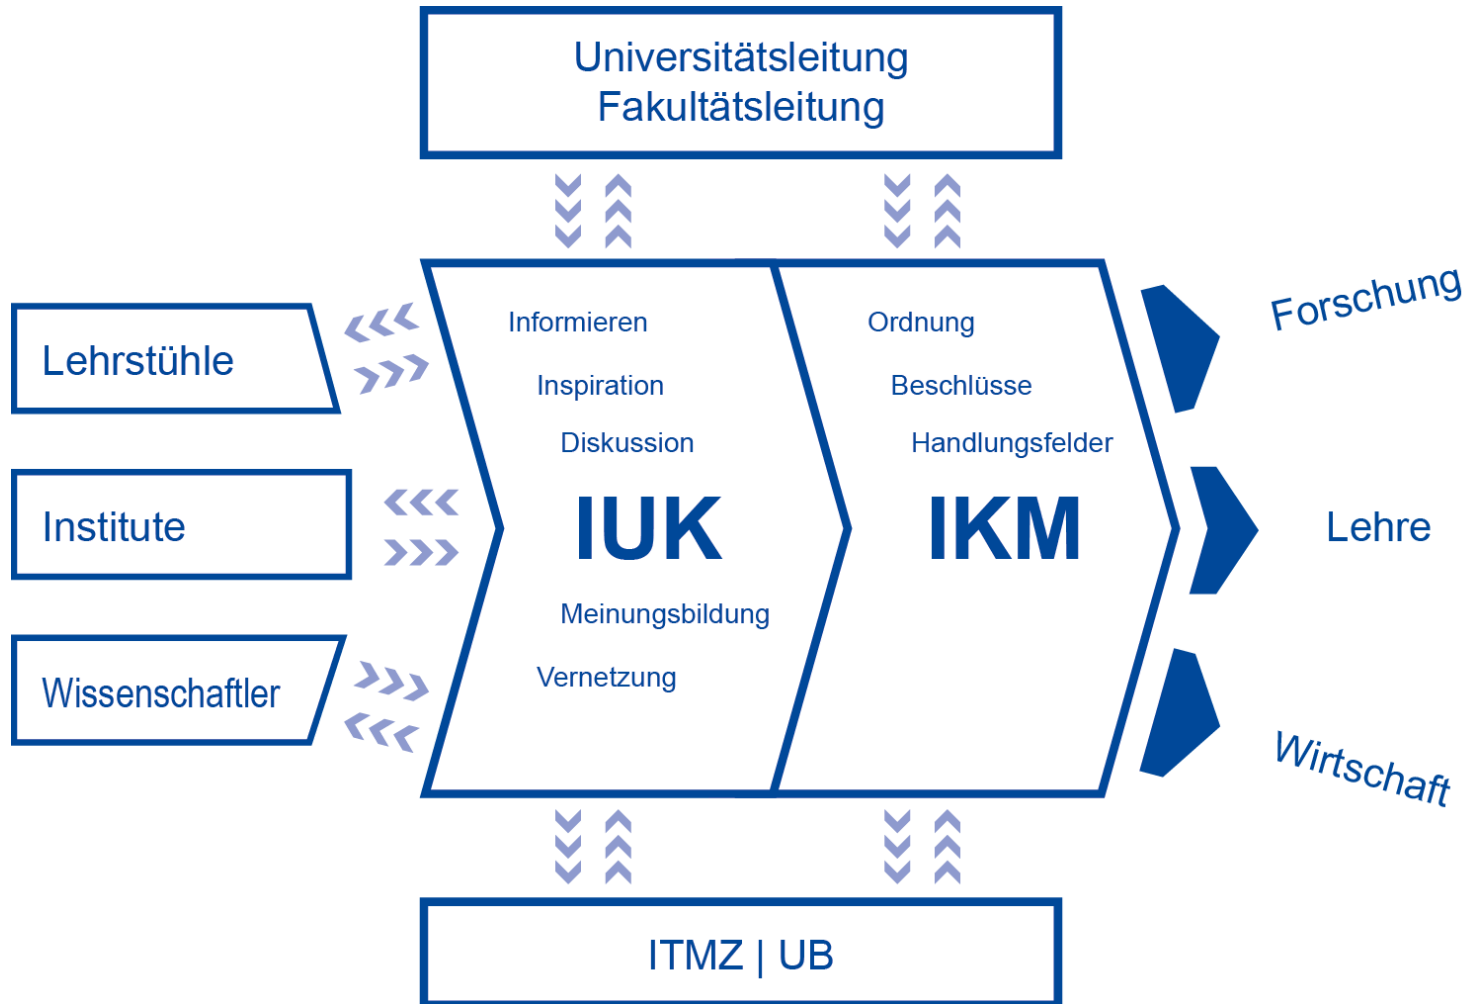 Universitätsleitung
Fakultätsleitung
Lehrstühle
Institute
Wissenschaftler
Informieren
Inspiration
Diskussion
IUK
Meinungsbildung
Vernetzung
Ordnung
Beschlüsse
Handlungsfelder
IKM
Forschung
Lehre
Wirtschaft
ITMZ | UB